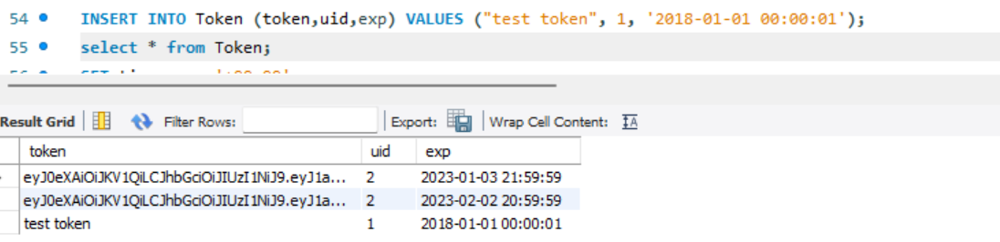 54 INSERT INTO Token (token,uid,exp) VALUES ("test token", 1, '2018-01-01 00:00:01');
55 select * from Token;
Result Grid Filter Rows: Export: Wrap Cell Content:
token uid exp
eyJ0eXAiOiJKV1QiLCJhbGciOiJIUzI1NiJ9.eyJ1a... 2 2023-01-03 21:59:59
eyJ0eXAiOiJKV1QiLCJhbGciOiJIUzI1NiJ9.eyJ1a... 2 2023-02-02 20:59:59
test token 1 2018-01-01 00:00:01